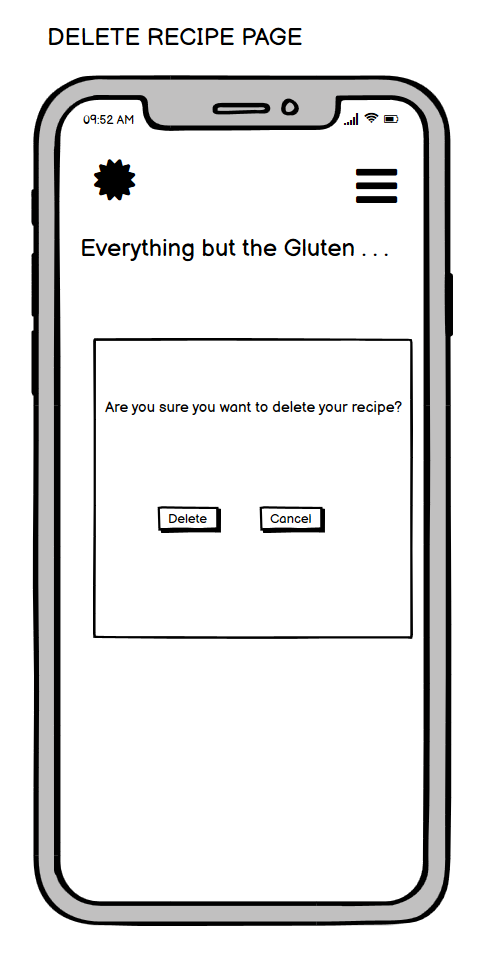 DELETE RECIPE PAGE
09:52 AM
Everything but the Gluten . . .
Are you sure you want to delete your recipe?
Delete Cancel